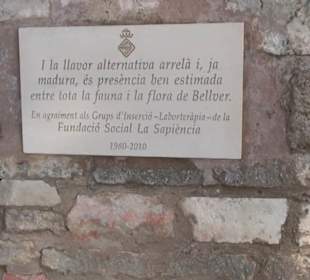 I la llavor alternativa arrelà i, ja
madura, és presència ben estimada
entre tota la fauna i la flora de Bellver.
En agraïment als Grups d'Inserció -Laborteràpia- de la
Fundació Social La Sapiència
1980-2010